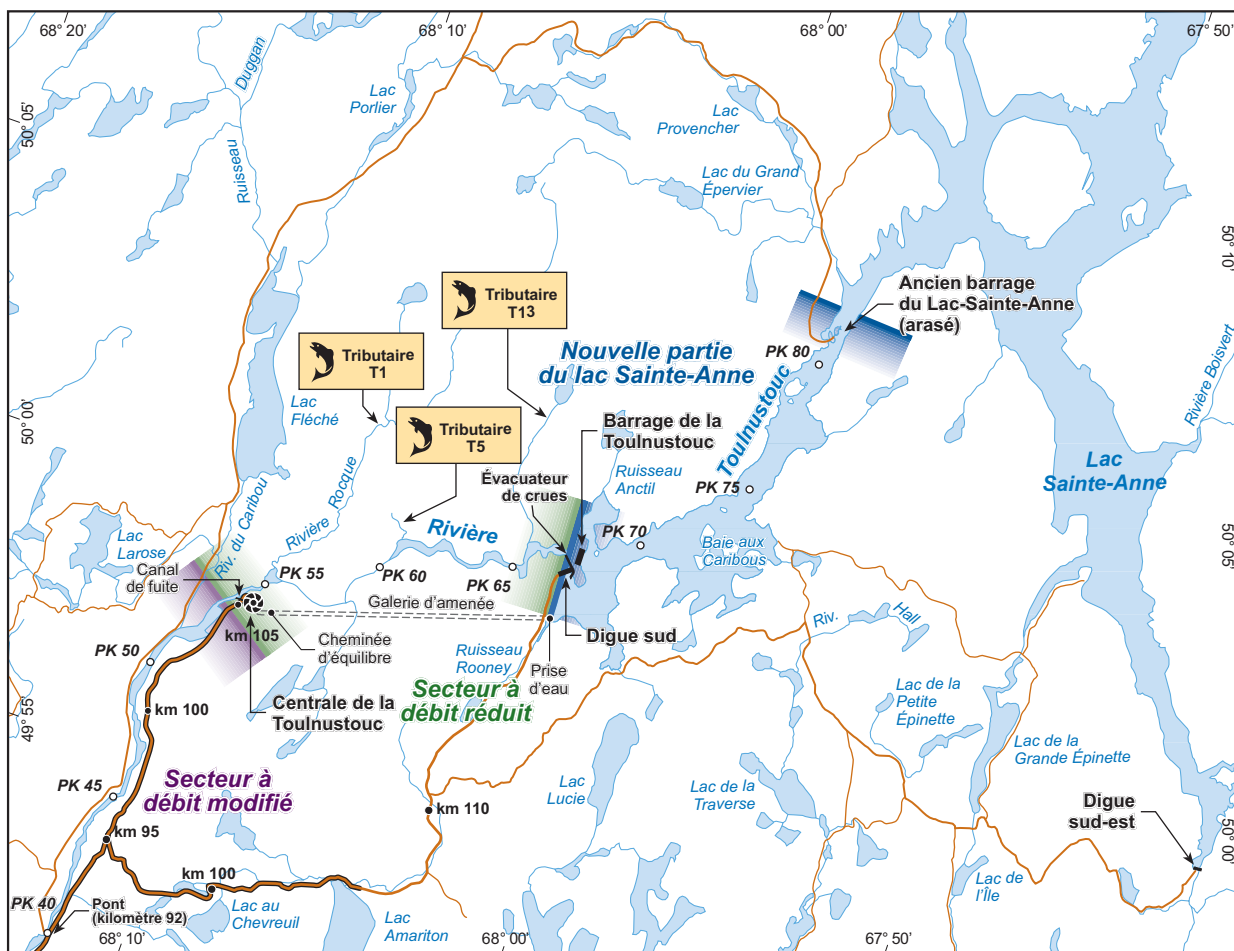 68° 20'
68° 10'
68° 00'
67° 50'
50° 05'
50° 00'
49° 55'
50° 10'
50° 05'
50° 00'
68° 10'
68° 00'
67° 50'
Duggan
Ruisseau
Lac
Porlier
Lac
Provencher
Lac du Grand
Épervier
Ancien barrage
du Lac-Sainte-Anne
(arasé)
Tributaire
T13
Tributaire
T1
Tributaire
T5
Nouvelle partie
du lac Sainte-Anne
PK 80
Toulnustouc
Rivière Boisvert
Lac
Fléché
Barrage de la
Toulnustouc
Évacuateur
de crues
Ruisseau
Anctil
PK 75
Lac
Sainte-Anne
Rivière Rocque
Riv. du Caribou
Rivière
PK 70
Baie aux
Caribous
Lac
Larose
Canal
de fuite
PK 55
PK 60
PK 65
Galerie d'amenée
km 105
Cheminée
d'équilibre
Digue sud
Riv.
Hall
PK 50
Ruisseau
Rooney
Prise
d'eau
Centrale de la
Toulnustouc
Secteur à
débit réduit
Lac de la
Petite
Épinette
km 100
Lac de la
Grande Épinette
Secteur à
débit modifié
PK 45
Lac
Lucie
Lac de la
Traverse
km 110
Digue
sud-est
km 95
km 100
Lac de
l'Île
PK 40
Pont
(kilomètre 92)
Lac au
Chevreuil
Lac
Amariton